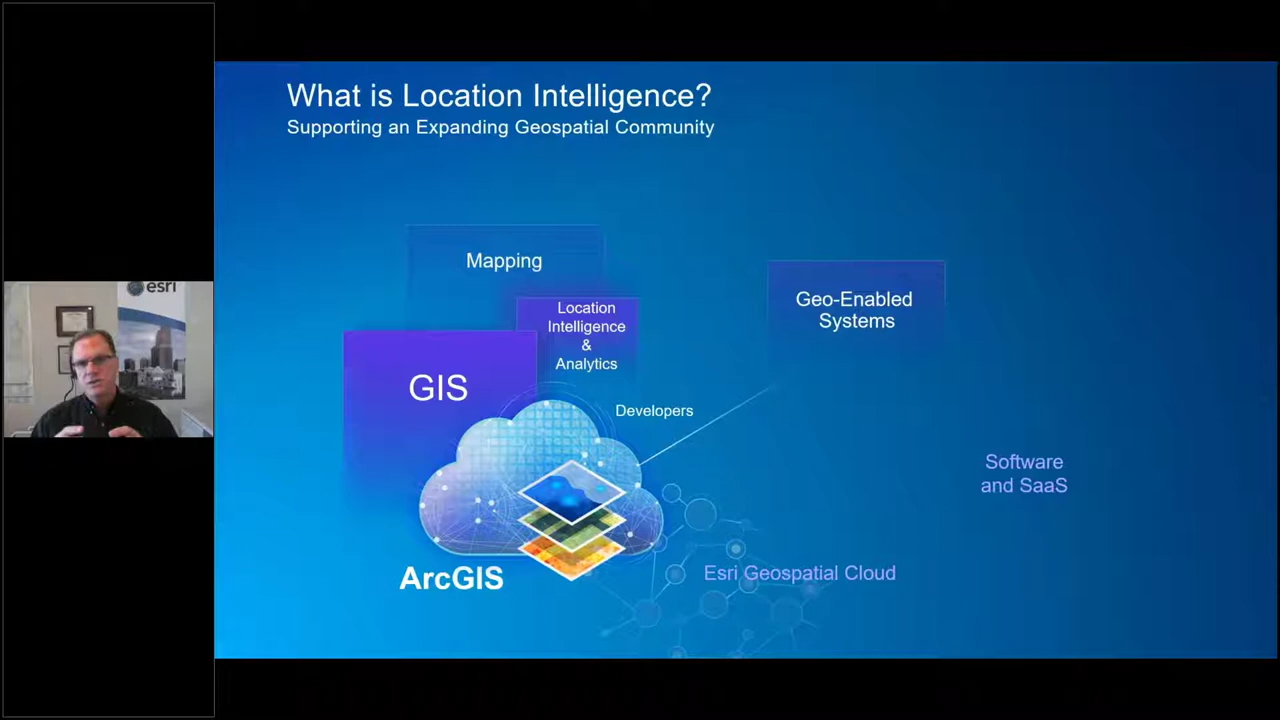 What is Location Intelligence?
Supporting an Expanding Geospatial Community
Mapping
Location
Intelligence
&
Analytics
Geo-Enabled
Systems
GIS
Developers
Software
and SaaS
ArcGIS
Esri Geospatial Cloud
esri